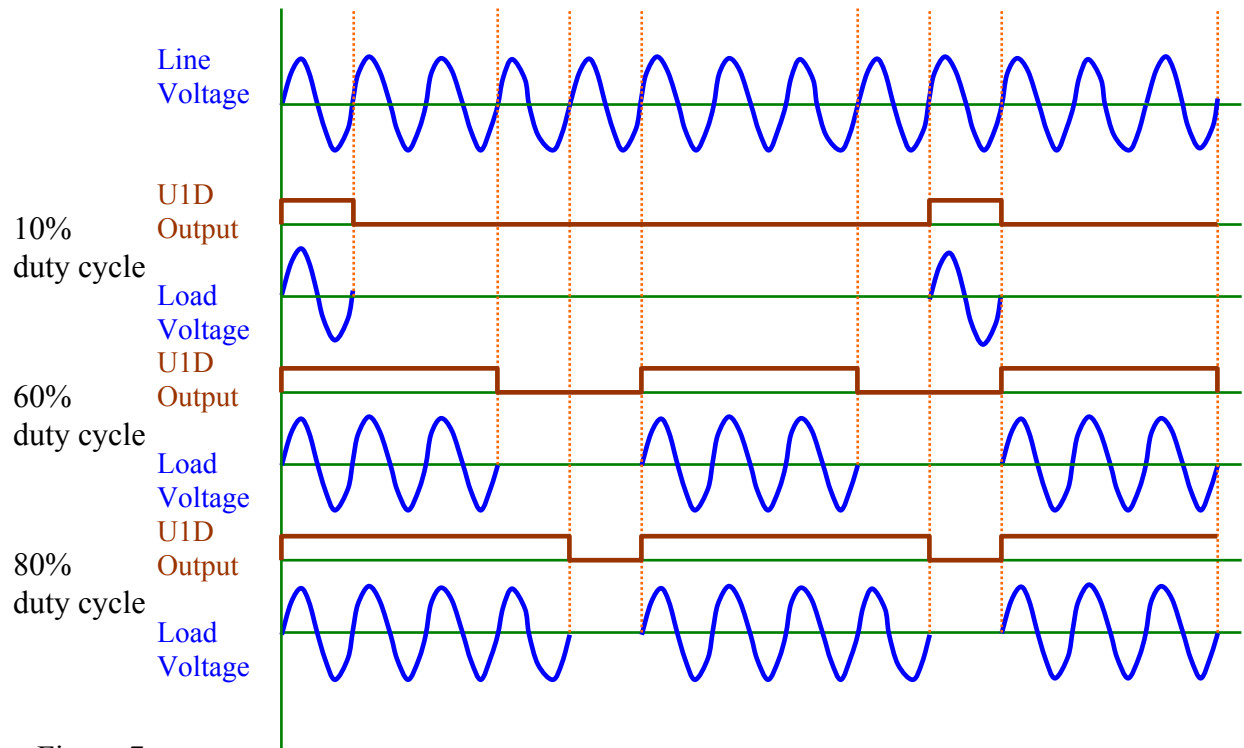 Line
Voltage
U1D
Output
10%
duty cycle
Load
Voltage
U1D
Output
60%
duty cycle
Load
Voltage
U1D
Output
80%
duty cycle
Load
Voltage